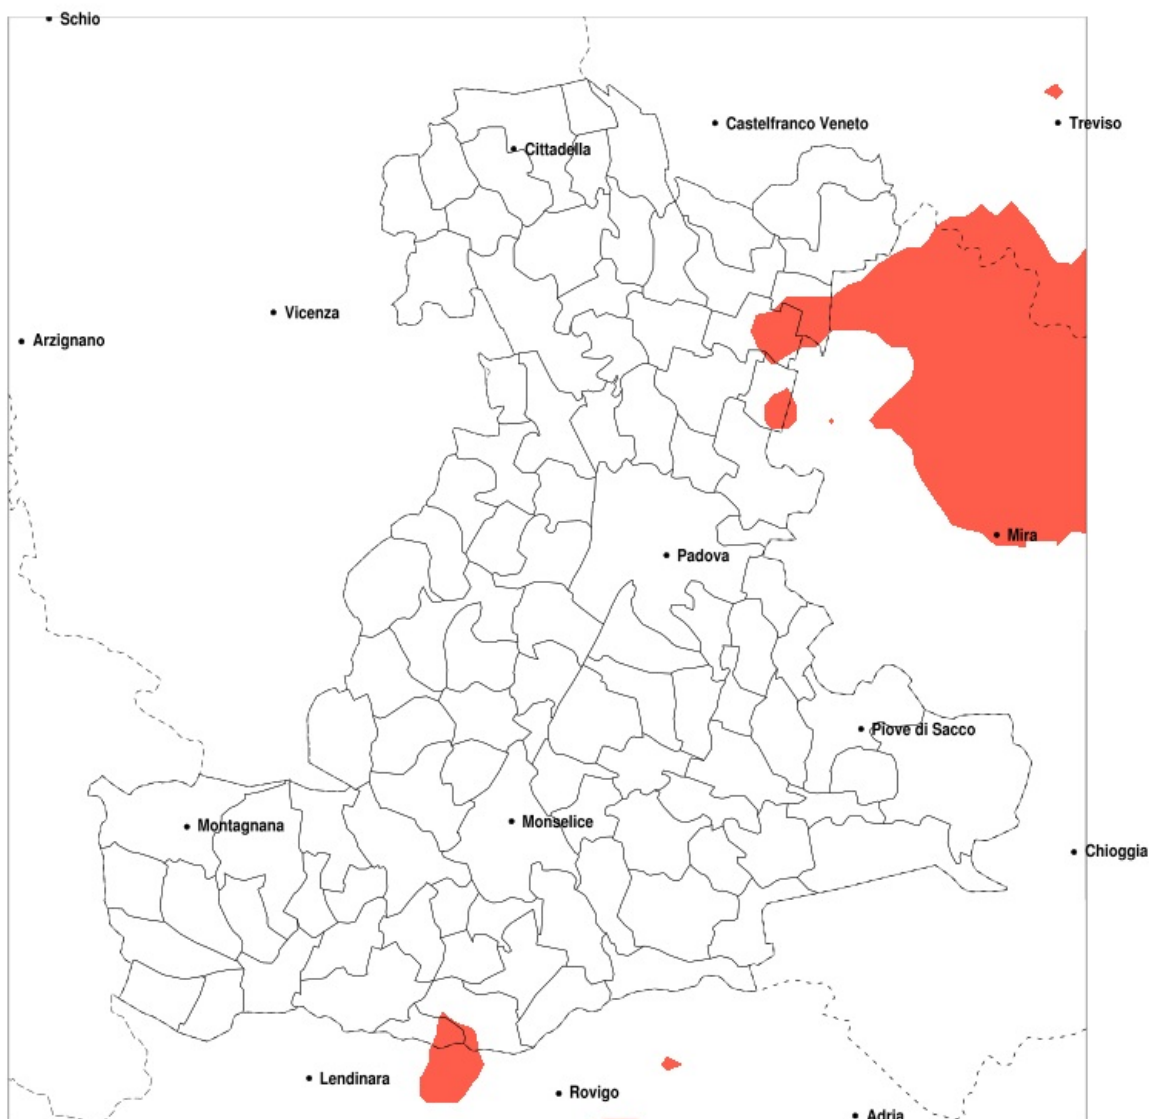 Schio
Castelfranco Veneto
Treviso
Cittadella
Vicenza
Arzignano
Mira
Padova
Piove di Sacco
Montagnana
Monselice
Chioggia
Lendinara
Rovigo
Adria